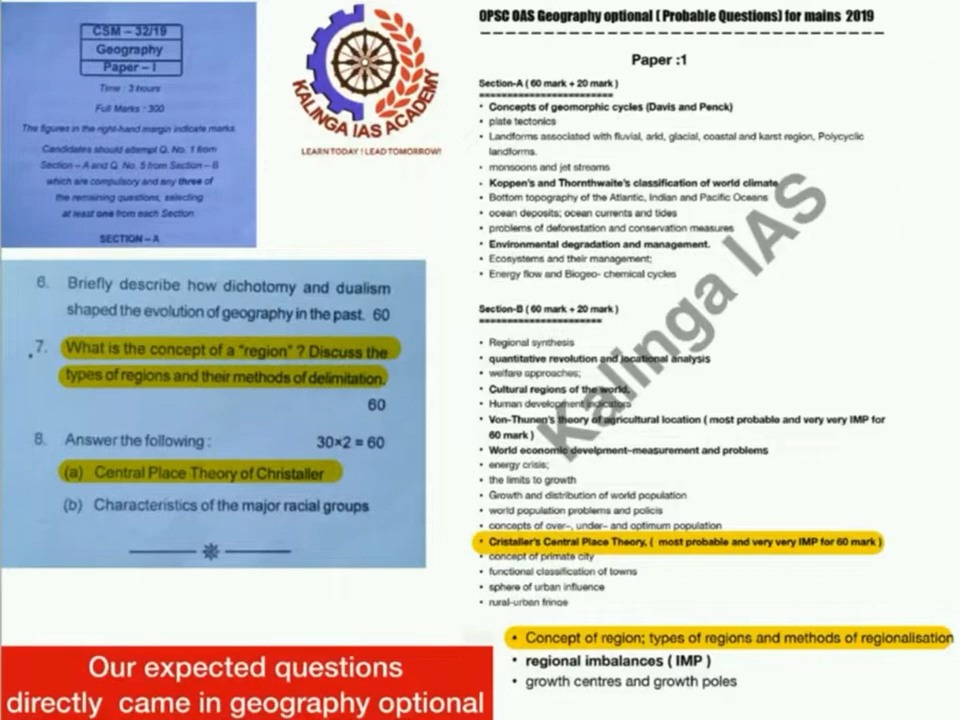 CSM – 32/19
Geography
Paper – I
Time : 3 hours
Full Marks : 300
The figures in the right-hand margin indicate marks.
Candidates should attempt Q. No. 1 from
Section – A and Q. No. 5 from Section – B
which are compulsory and any three of
the remaining questions, selecting
at least one from each Section
SECTION – A
KALINGA IAS ACADEMY
LEARN TODAY ! LEAD TOMORROW!
6. Briefly describe how dichotomy and dualism
shaped the evolution of geography in the past. 60
7. What is the concept of a "region" ? Discuss the
types of regions and their methods of delimitation.
60
8. Answer the following : 30×2 = 60
(a) Central Place Theory of Christaller
(b) Characteristics of the major racial groups
Our expected questions
directly came in geography optional
OPSC OAS Geography optional ( Probable Questions) for mains 2019
Paper :1
Section-A ( 60 mark + 20 mark )
• Concepts of geomorphic cycles (Davis and Penck)
• plate tectonics
• Landforms associated with fluvial, arid, glacial, coastal and karst region, Polycyclic
landforms.
• monsoons and jet streams
• Koppen's and Thornthwaite's classification of world climate
• Bottom topography of the Atlantic, Indian and Pacific Oceans
• ocean deposits; ocean currents and tides
• problems of deforestation and conservation measures
• Environmental degradation and management.
• Ecosystems and their management;
• Energy flow and Biogeo- chemical cycles
Section-B ( 60 mark + 20 mark )
• Regional synthesis
• quantitative revolution and locational analysis
• welfare approaches;
• Cultural regions of the world.
• Human development indicators
• Von-Thunen's theory of agricultural location ( most probable and very very IMP for
60 mark )
• World economic develpment–measurement and problems
• energy crisis;
• the limits to growth
• Growth and distribution of world population
• world population problems and policis
• concepts of over–, under– and optimum population
• Cristaller's Central Place Theory, ( most probable and very very IMP for 60 mark )
• concept of primate city
• functional classification of towns
• sphere of urban influence
• rural-urban fringe
• Concept of region; types of regions and methods of regionalisation
• regional imbalances ( IMP )
• growth centres and growth poles
Kalinga IAS